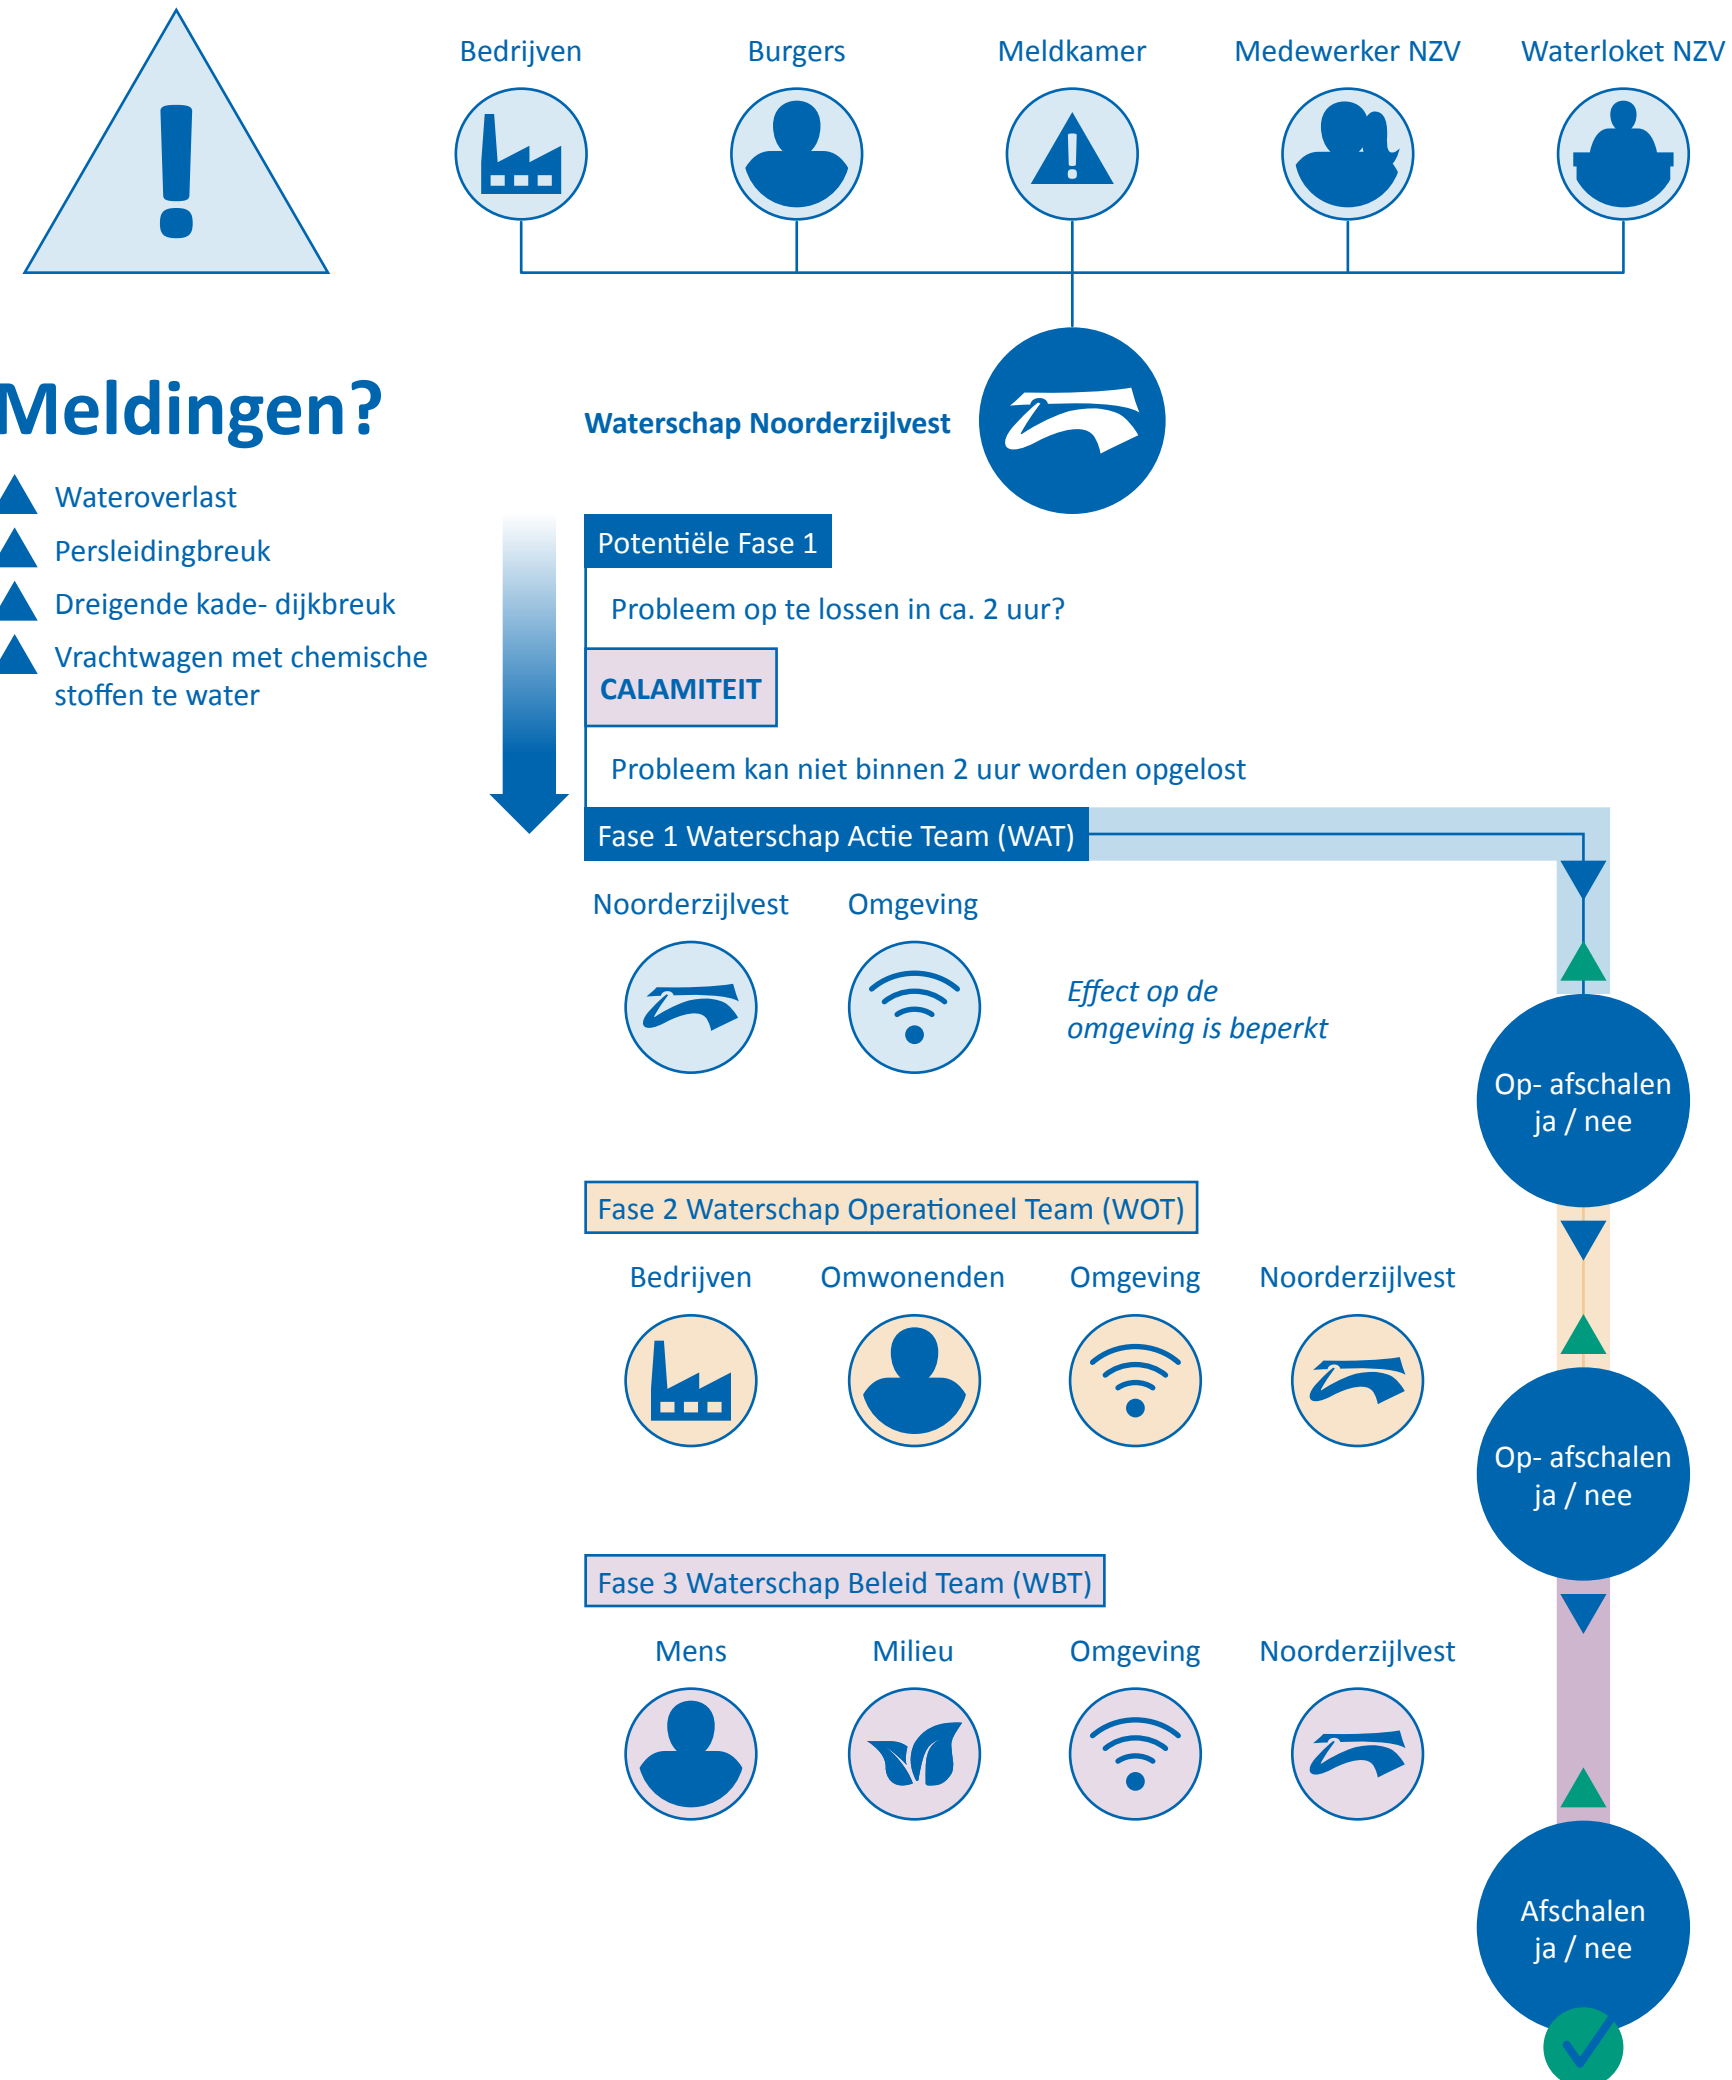 Bedrijven
Burgers
Meldkamer
Medewerker NZV
Waterloket NZV
Meldingen?
Wateroverlast
Persleidingbreuk
Dreigende kade- dijkbreuk
Vrachtwagen met chemische
stoffen te water
Waterschap Noorderzijlvest
Potentiële Fase 1
Probleem op te lossen in ca. 2 uur?
CALAMITEIT
Probleem kan niet binnen 2 uur worden opgelost
Fase 1 Waterschap Actie Team (WAT)
Noorderzijlvest
Omgeving
Effect op de
omgeving is beperkt
Op- afschalen
ja / nee
Fase 2 Waterschap Operationeel Team (WOT)
Bedrijven
Omwonenden
Omgeving
Noorderzijlvest
Op- afschalen
ja / nee
Fase 3 Waterschap Beleid Team (WBT)
Mens
Milieu
Omgeving
Noorderzijlvest
Afschalen
ja / nee